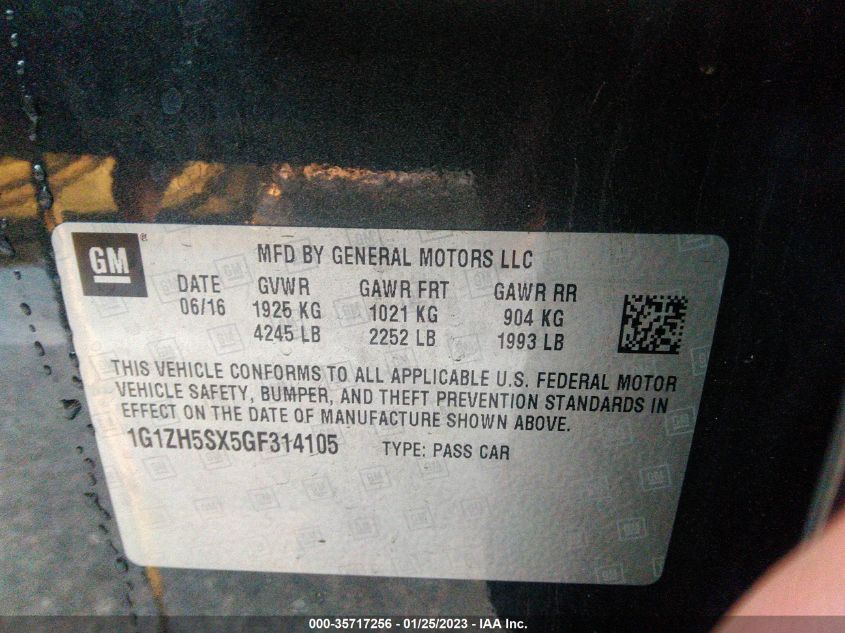 GM ®
MFD BY GENERAL MOTORS LLC
DATE GVWR GAWR FRT GAWR RR
06/16 1925 KG 1021 KG 904 KG
4245 LB 2252 LB 1993 LB
THIS VEHICLE CONFORMS TO ALL APPLICABLE U.S. FEDERAL MOTOR
VEHICLE SAFETY, BUMPER, AND THEFT PREVENTION STANDARDS IN
EFFECT ON THE DATE OF MANUFACTURE SHOWN ABOVE.
1G1ZH5SX5GF314105 TYPE: PASS CAR
000-35717256 - 01/25/2023 - IAA Inc.